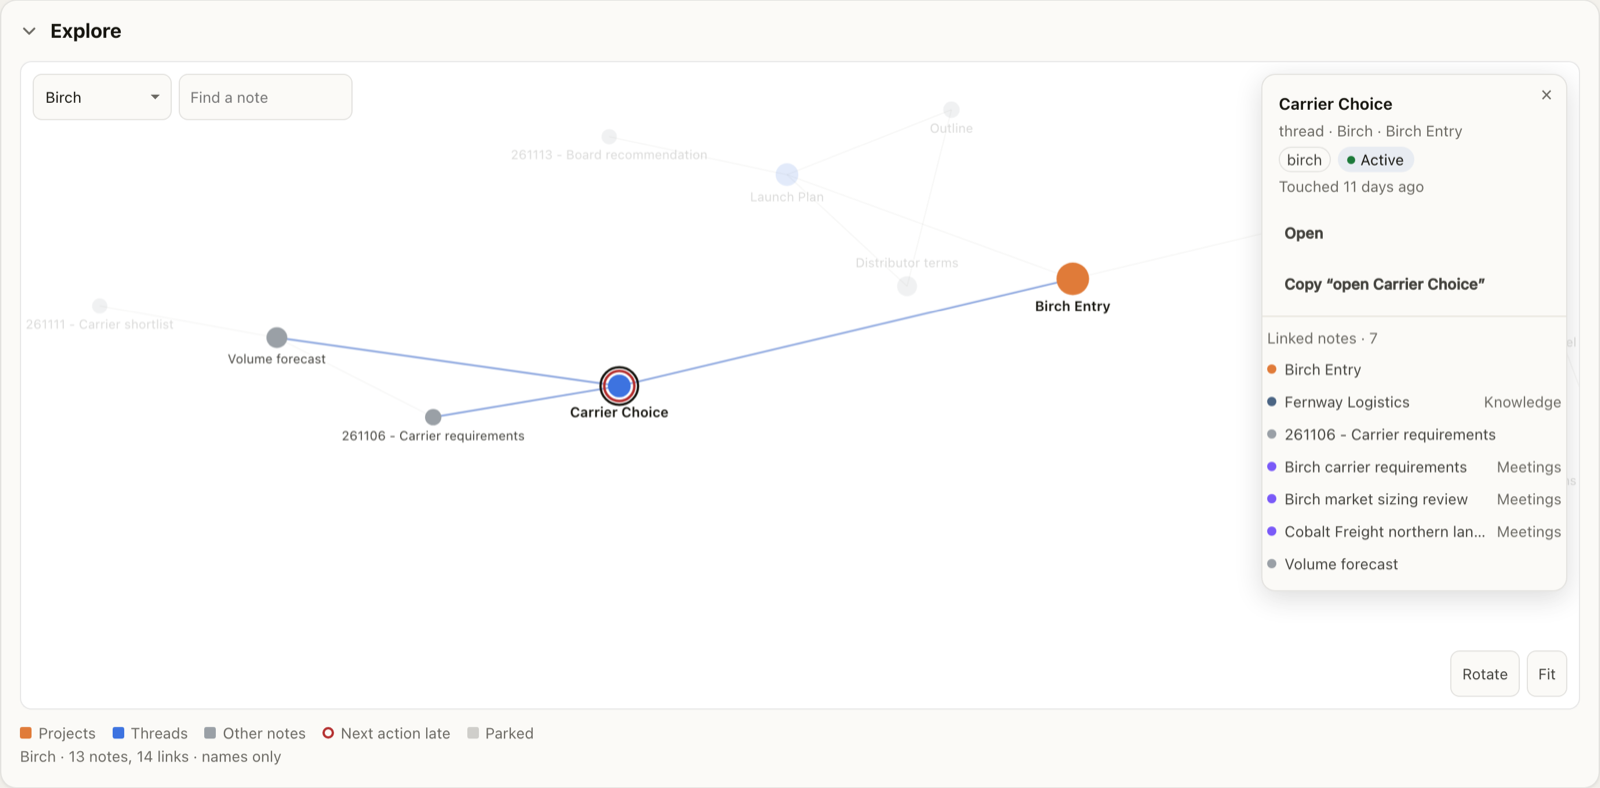 Explore
Birch
Find a note
Outline
261113 - Board recommendation
Launch Plan
Distributor terms
Birch Entry
261111 - Carrier shortlist
Volume forecast
Carrier Choice
261106 - Carrier requirements
Carrier Choice
thread · Birch · Birch Entry
birch
Active
Touched 11 days ago
Open
Copy “open Carrier Choice”
Linked notes · 7
Birch Entry
Fernway Logistics Knowledge
261106 - Carrier requirements
Birch carrier requirements Meetings
Birch market sizing review Meetings
Cobalt Freight northern lan... Meetings
Volume forecast
Rotate
Fit
Projects Threads Other notes Next action late Parked
Birch · 13 notes, 14 links · names only